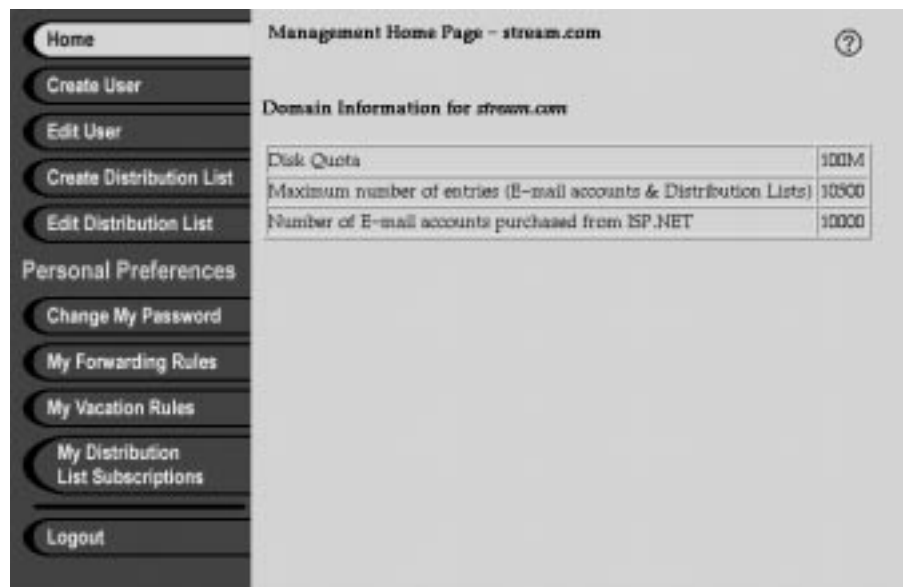 Home
Create User
Edit User
Create Distribution List
Edit Distribution List
Personal Preferences
Change My Password
My Forwarding Rules
My Vacation Rules
My Distribution
List Subscriptions
Logout
Management Home Page - stream.com
?
Domain Information for stream.com
Disk Quota 100M
Maximum number of entries (E-mail accounts & Distribution Lists) 10500
Number of E-mail accounts purchased from ISP.NET 10000